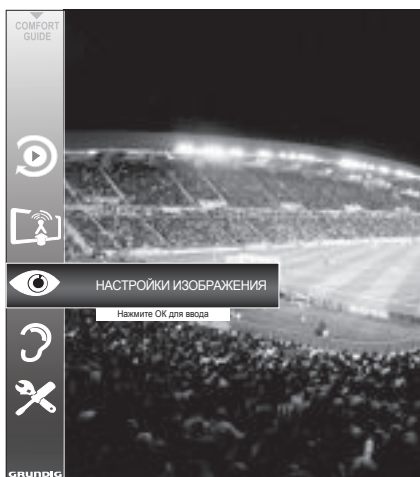 COMFORT
GUIDE
НАСТРОЙКИ ИЗОБРАЖЕНИЯ
Нажмите ОК для ввода
GRUNDIG